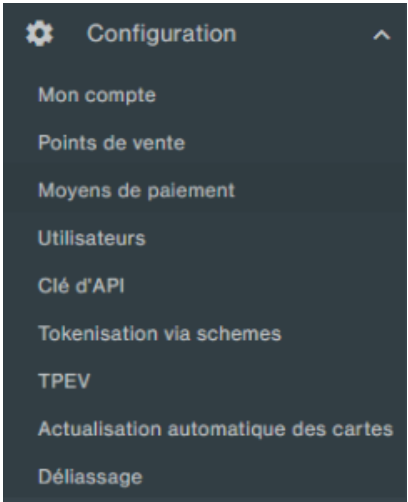 Configuration
Mon compte
Points de vente
Moyens de paiement
Utilisateurs
Clé d'API
Tokenisation via schemes
TPEV
Actualisation automatique des cartes
Déliassage